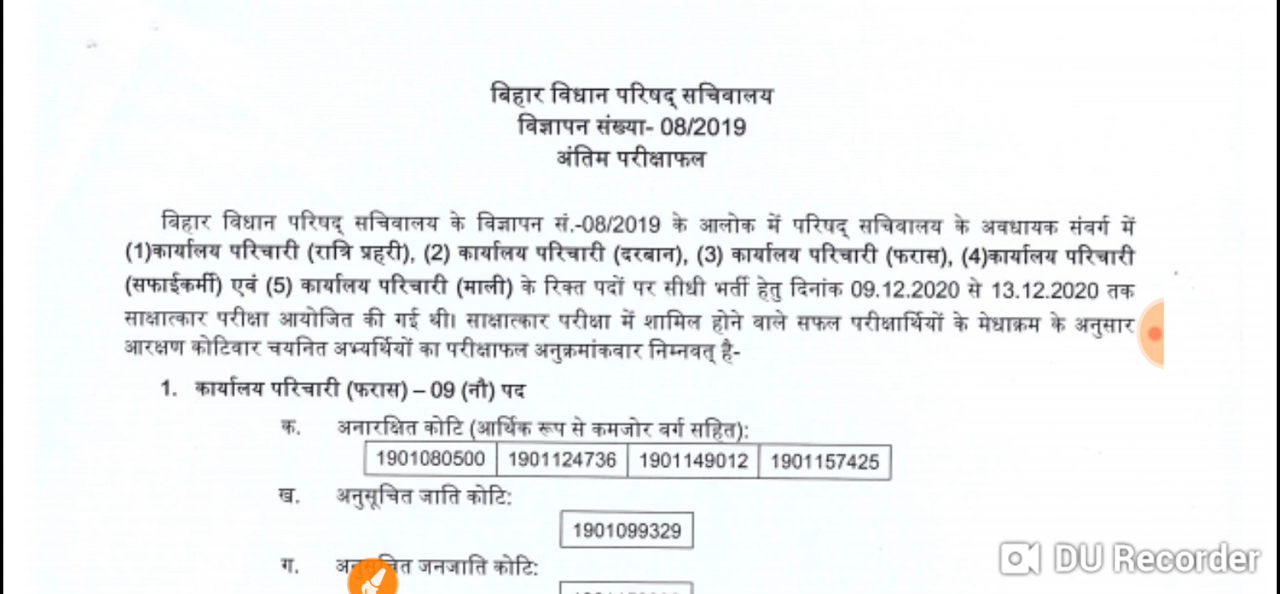 बिहार विधान परिषद् सचिवालय
विज्ञापन संख्या- 08/2019
अंतिम परीक्षाफल
बिहार विधान परिषद् सचिवालय के विज्ञापन सं.-08/2019 के आलोक में परिषद् सचिवालय के अवधायक संवर्ग में
(1)कार्यालय परिचारी (रात्रि प्रहरी), (2) कार्यालय परिचारी (दरबान), (3) कार्यालय परिचारी (फरास), (4)कार्यालय परिचारी
(सफाईकर्मी) एवं (5) कार्यालय परिचारी (माली) के रिक्त पदों पर सीधी भर्ती हेतु दिनांक 09.12.2020 से 13.12.2020 तक
साक्षात्कार परीक्षा आयोजित की गई थी। साक्षात्कार परीक्षा में शामिल होने वाले सफल परीक्षार्थियों के मेधाक्रम के अनुसार
आरक्षण कोटिवार चयनित अभ्यर्थियों का परीक्षाफल अनुक्रमांकवार निम्नवत् है-
1. कार्यालय परिचारी (फरास) – 09 (नौ) पद
क. अनारक्षित कोटि (आर्थिक रूप से कमजोर वर्ग सहित):
1901080500 1901124736 1901149012 1901157425
ख. अनुसूचित जाति कोटि:
1901099329
ग. जनजाति कोटि:
DU Recorder